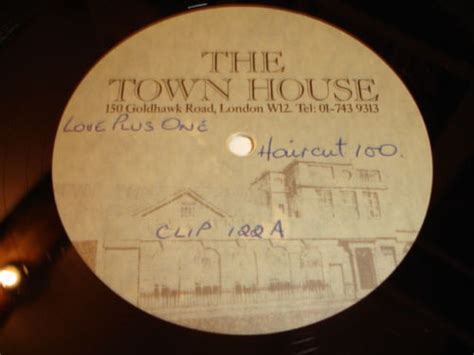 THE
TOWN HOUSE
150 Goldhawk Road, London W12. Tel: 01-743 9313
LOVE PLUS ONE
Haircut 100.
CLIP 122A